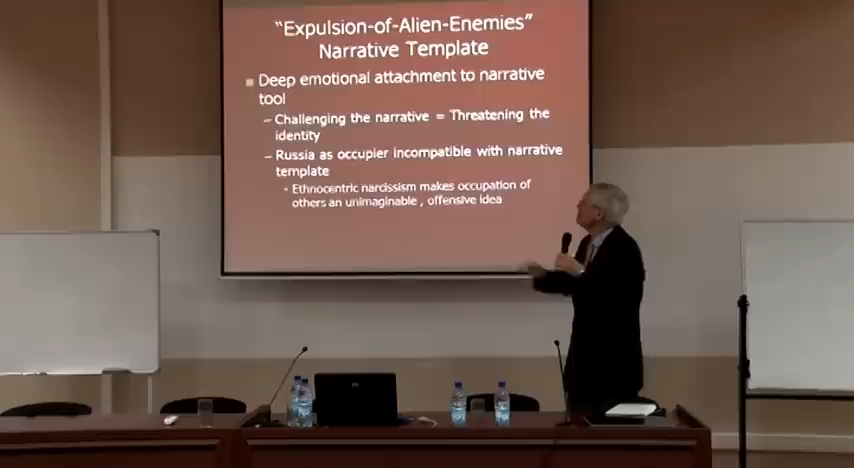 "Expulsion-of-Alien-Enemies"
Narrative Template
Deep emotional attachment to narrative
tool
– Challenging the narrative = Threatening the
identity
– Russia as occupier incompatible with narrative
template
• Ethnocentric narcissism makes occupation of
others an unimaginable , offensive idea